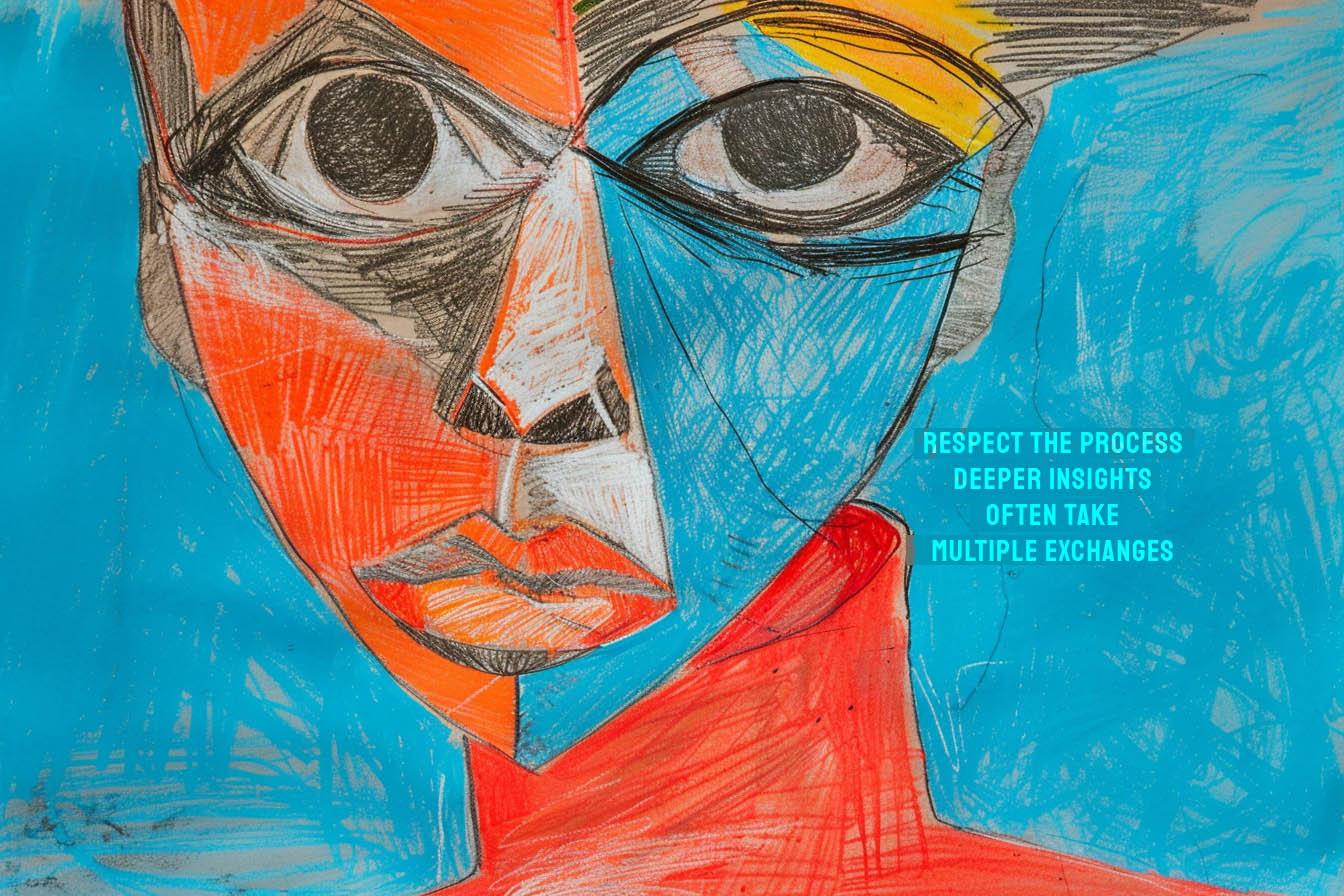 RESPECT THE PROCESS
DEEPER INSIGHTS
OFTEN TAKE
MULTIPLE EXCHANGES